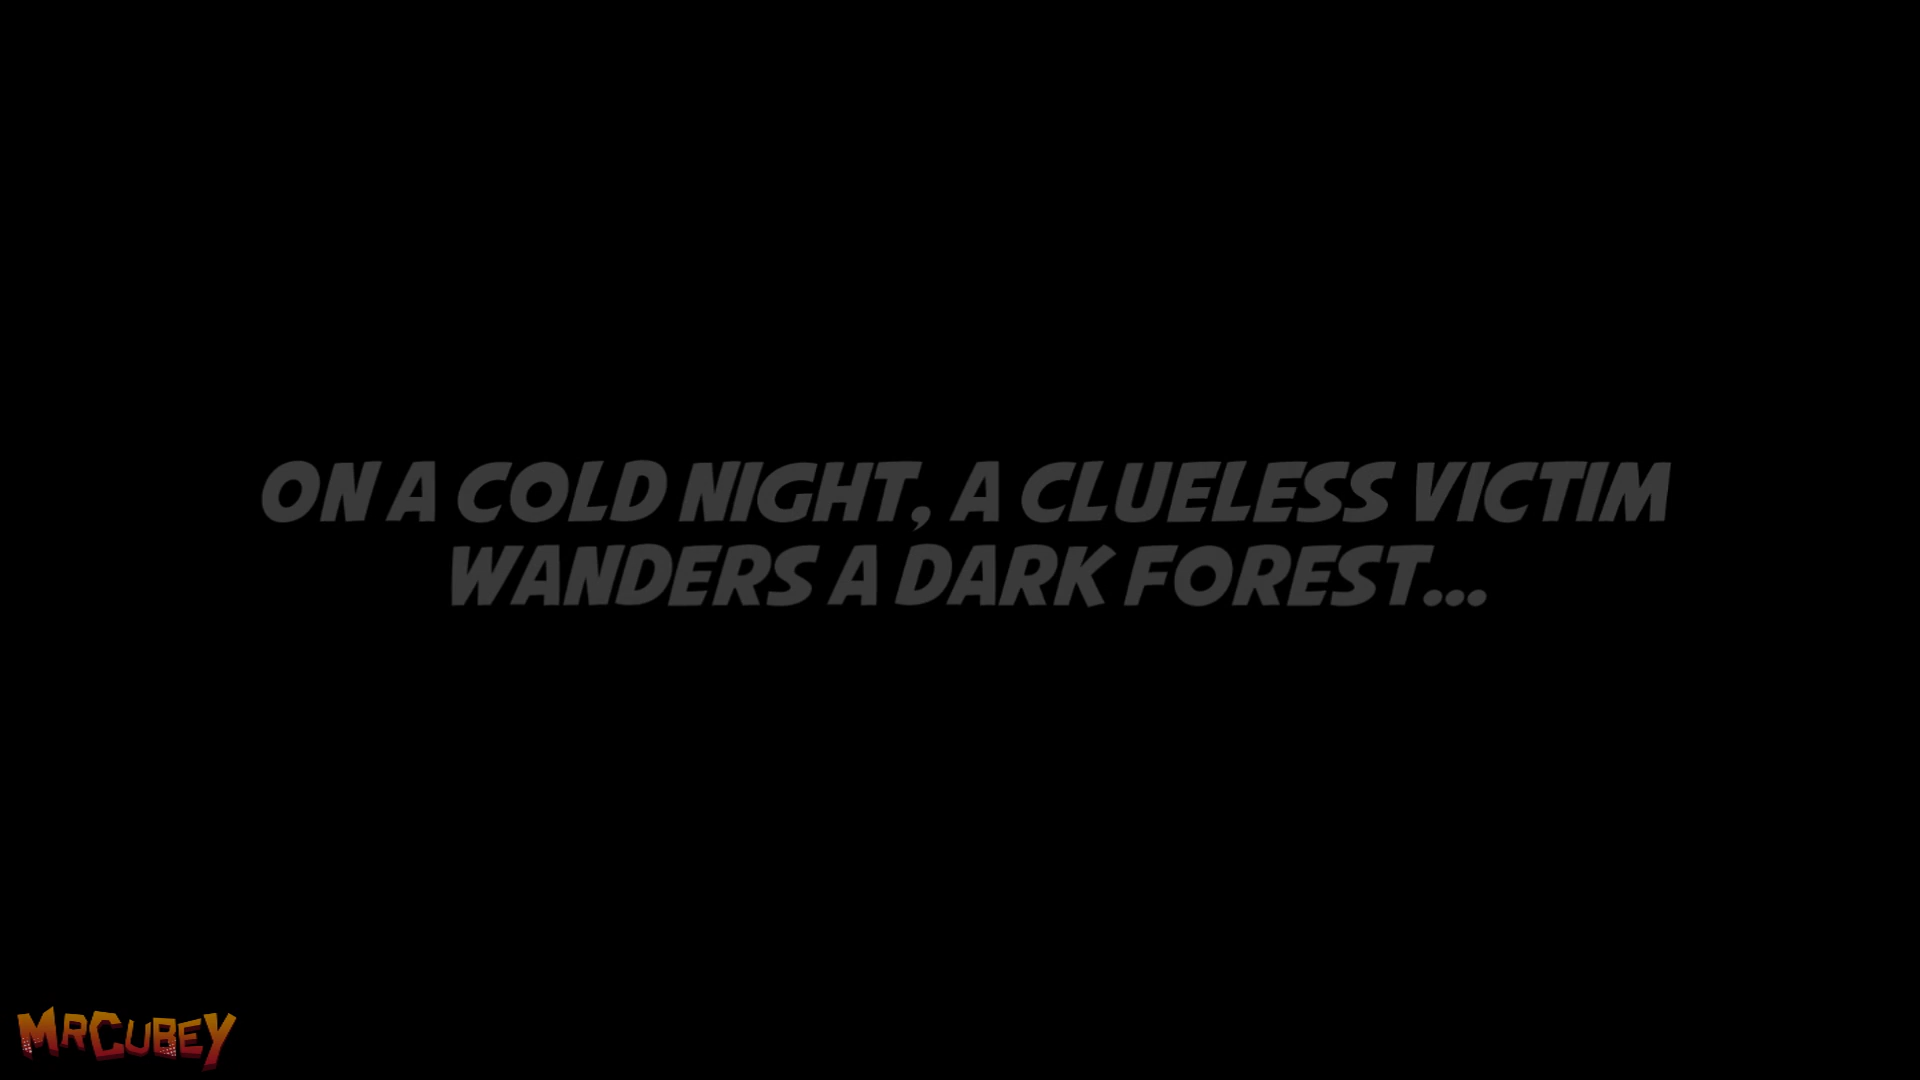 ON A COLD NIGHT, A CLUELESS VICTIM
WANDERS A DARK FOREST...
MRCUBEY